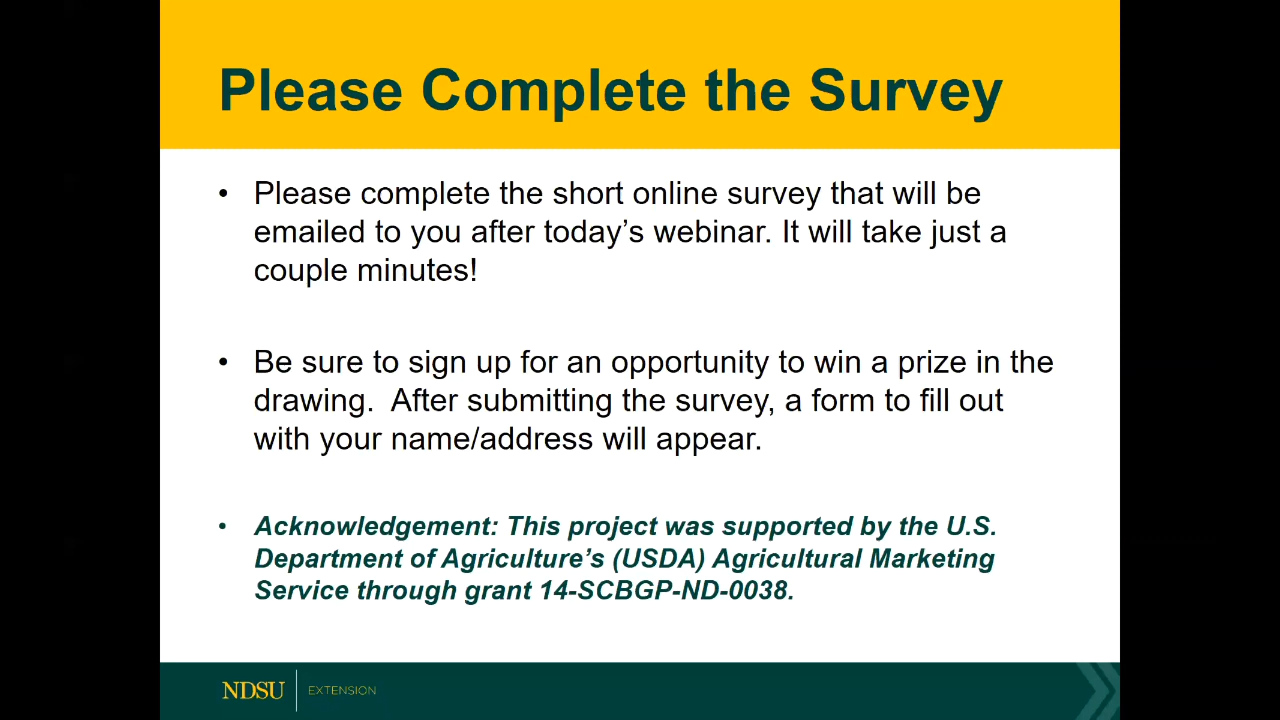 Please Complete the Survey
• Please complete the short online survey that will be
emailed to you after today’s webinar. It will take just a
couple minutes!
• Be sure to sign up for an opportunity to win a prize in the
drawing.  After submitting the survey, a form to fill out
with your name/address will appear.
• Acknowledgement: This project was supported by the U.S.
Department of Agriculture’s (USDA) Agricultural Marketing
Service through grant 14-SCBGP-ND-0038.
NDSU EXTENSION